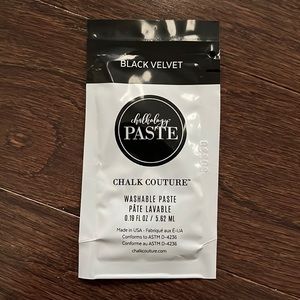 BLACK VELVET
chalkology
PASTE
CHALK COUTURE™
WASHABLE PASTE
PÂTE LAVABLE
0.19 FL OZ / 5.62 ML
Made in USA - Fabriqué aux É-UA
Conforms to ASTM D-4236
Conforme au ASTM D-4236
chalkcouture.com